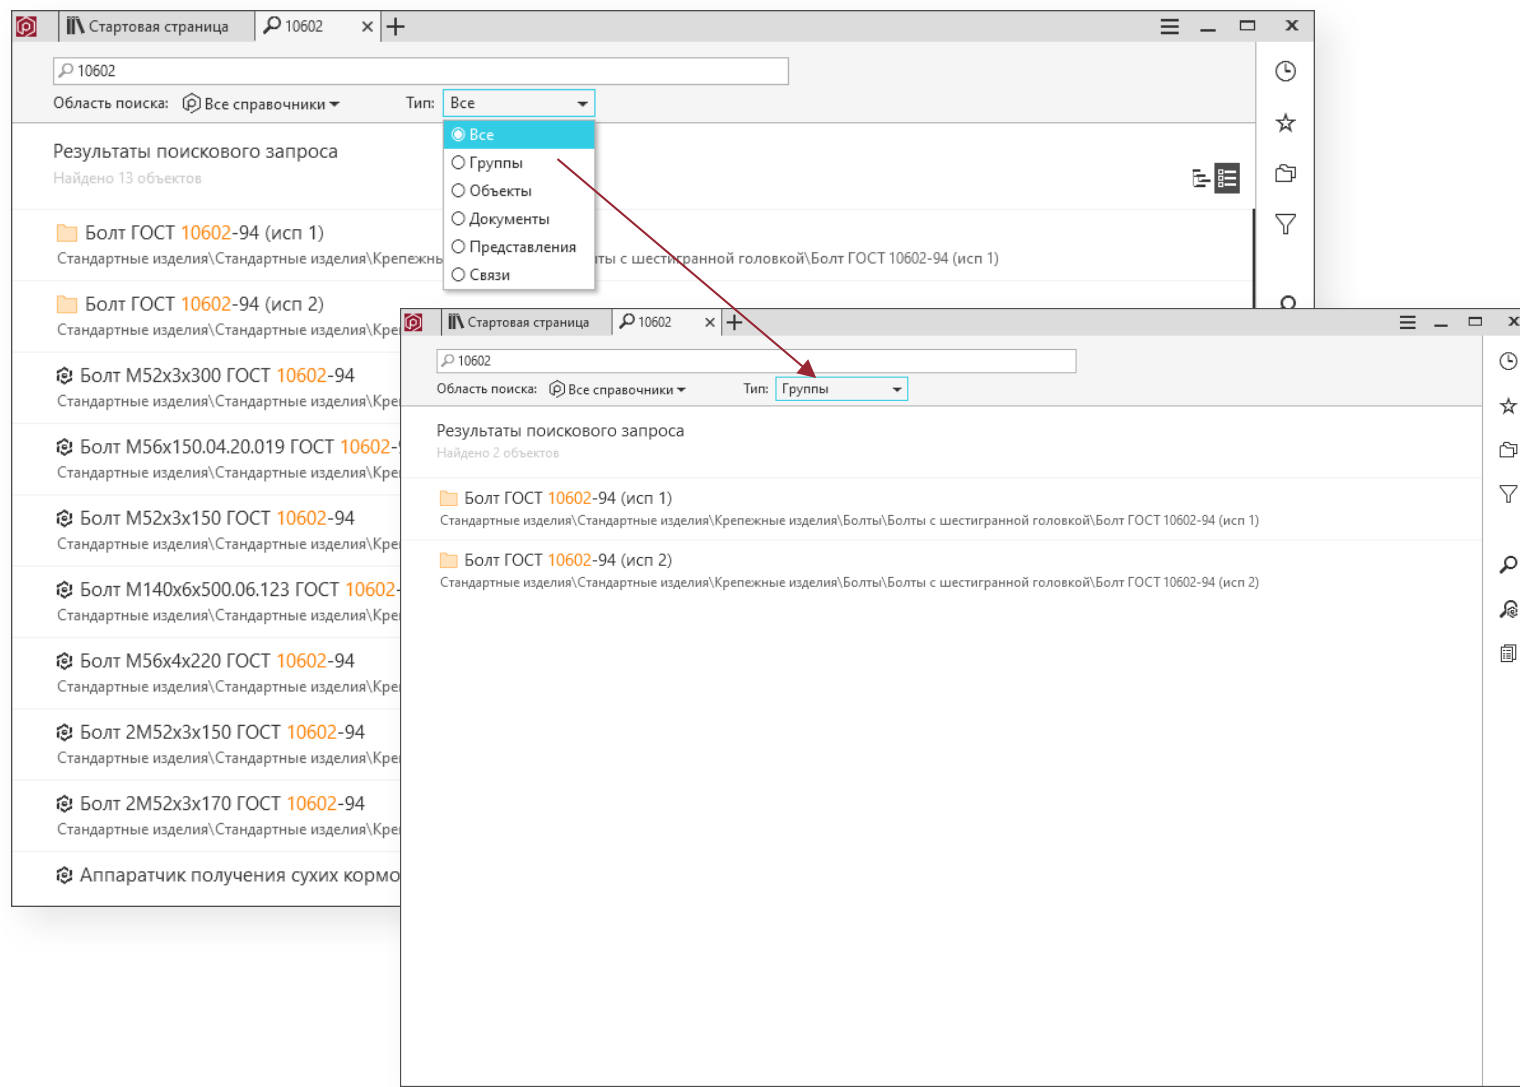 Стартовая страница
10602
10602
Область поиска: Все справочники
Тип: Все
Все
Группы
Объекты
Документы
Представления
Связи
Результаты поискового запроса
Найдено 13 объектов
Болт ГОСТ 10602-94 (исп 1)
Стандартные изделия\Стандартные изделия\Крепежн ты с шестигранной головкой\Болт ГОСТ 10602-94 (исп 1)
Болт ГОСТ 10602-94 (исп 2)
Стандартные изделия\Стандартные изделия\Кре
Болт М52х3х300 ГОСТ 10602-94
Стандартные изделия\Стандартные изделия\Кре
Болт М56х150.04.20.019 ГОСТ 10602-
Стандартные изделия\Стандартные изделия\Кре
Болт М52х3х150 ГОСТ 10602-94
Стандартные изделия\Стандартные изделия\Кре
Болт М140х6х500.06.123 ГОСТ 10602-
Стандартные изделия\Стандартные изделия\Кре
Болт М56х4х220 ГОСТ 10602-94
Стандартные изделия\Стандартные изделия\Кре
Болт 2М52х3х150 ГОСТ 10602-94
Стандартные изделия\Стандартные изделия\Кре
Болт 2М52х3х170 ГОСТ 10602-94
Стандартные изделия\Стандартные изделия\Кре
Аппаратчик получения сухих кормо
Стартовая страница
10602
10602
Область поиска: Все справочники
Тип: Группы
Результаты поискового запроса
Найдено 2 объектов
Болт ГОСТ 10602-94 (исп 1)
Стандартные изделия\Стандартные изделия\Крепежные изделия\Болты\Болты с шестигранной головкой\Болт ГОСТ 10602-94 (исп 1)
Болт ГОСТ 10602-94 (исп 2)
Стандартные изделия\Стандартные изделия\Крепежные изделия\Болты\Болты с шестигранной головкой\Болт ГОСТ 10602-94 (исп 2)